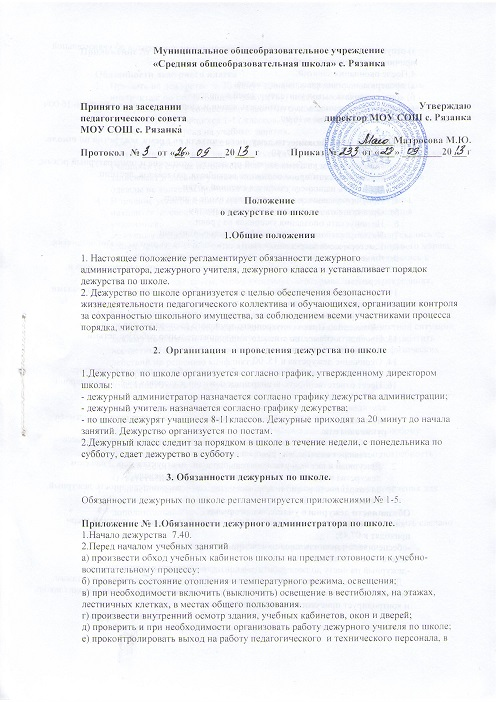 Муниципальное общеобразовательное учреждение
«Средняя общеобразовательная школа» с. Рязанка
Принято на заседании Утверждаю
педагогического совета директор МОУ СОШ с. Рязанка
МОУ СОШ с. Рязанка
Матросова М.Ю.
Протокол № 3 от «26» 09 2013 г Приказ № 233 от « » 09 2013 г
Положение
о дежурстве по школе
1.Общие положения
1. Настоящее положение регламентирует обязанности дежурного
администратора, дежурного учителя, дежурного класса и устанавливает порядок
дежурства по школе.
2. Дежурство по школе организуется с целью обеспечения безопасности
жизнедеятельности педагогического коллектива и обучающихся, организации контроля
за сохранностью школьного имущества, за соблюдением всеми участниками процесса
порядка, чистоты.
2. Организация и проведения дежурства по школе
1.Дежурство по школе организуется согласно график, утвержденному директором
школы:
- дежурный администратор назначается согласно графику дежурства администрации;
- дежурный учитель назначается согласно графику дежурства;
- по школе дежурят учащиеся 8-11классов. Дежурные приходят за 20 минут до начала
занятий. Дежурство организуется по постам.
2.Дежурный класс следит за порядком в школе в течение недели, с понедельника по
субботу, сдает дежурство в субботу .
3. Обязанности дежурных по школе.
Обязанности дежурных по школе регламентируется приложениями № 1-5.
Приложение № 1.Обязанности дежурного администратора по школе.
1.Начало дежурства 7.40.
2.Перед началом учебных занятий
а) произвести обход учебных кабинетов школы на предмет готовности к учебно-
воспитательному процессу;
б) проверить состояние отопления и температурного режима, освещения;
в) при необходимости включить (выключить) освещение в вестибюлях, на этажах,
лестничных клетках, в местах общего пользования.
г) произвести внутренний осмотр здания, учебных кабинетов, окон и дверей;
д) проверить и при необходимости организовать работу дежурного учителя по школе;
е) проконтролировать выход на работу педагогического и технического персонала, в